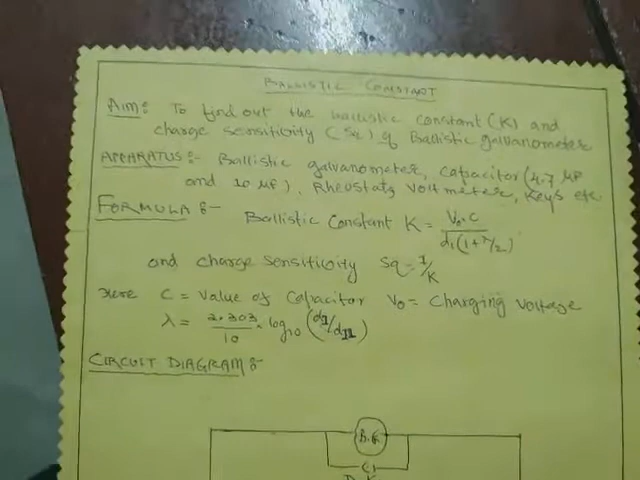 BALLISTIC CONSTANT
Aim:- To find out the ballistic constant (K) and
charge sensitivity (Sq) of Ballistic galvanometer
APPARATUS:- Ballistic galvanometer, Capacitor (4.7 μF
and 10 μF), Rheostat, voltmeter, Keys etc
FORMULA:- Ballistic Constant K = V₀.C / d₁(1+λ/2)
and charge sensitivity Sq = 1/K
Here C = Value of Capacitor V₀ = Charging Voltage
λ = 2.303/10 . log₁₀ (d1/d11)
CIRCUIT DIAGRAM:-
B.G.